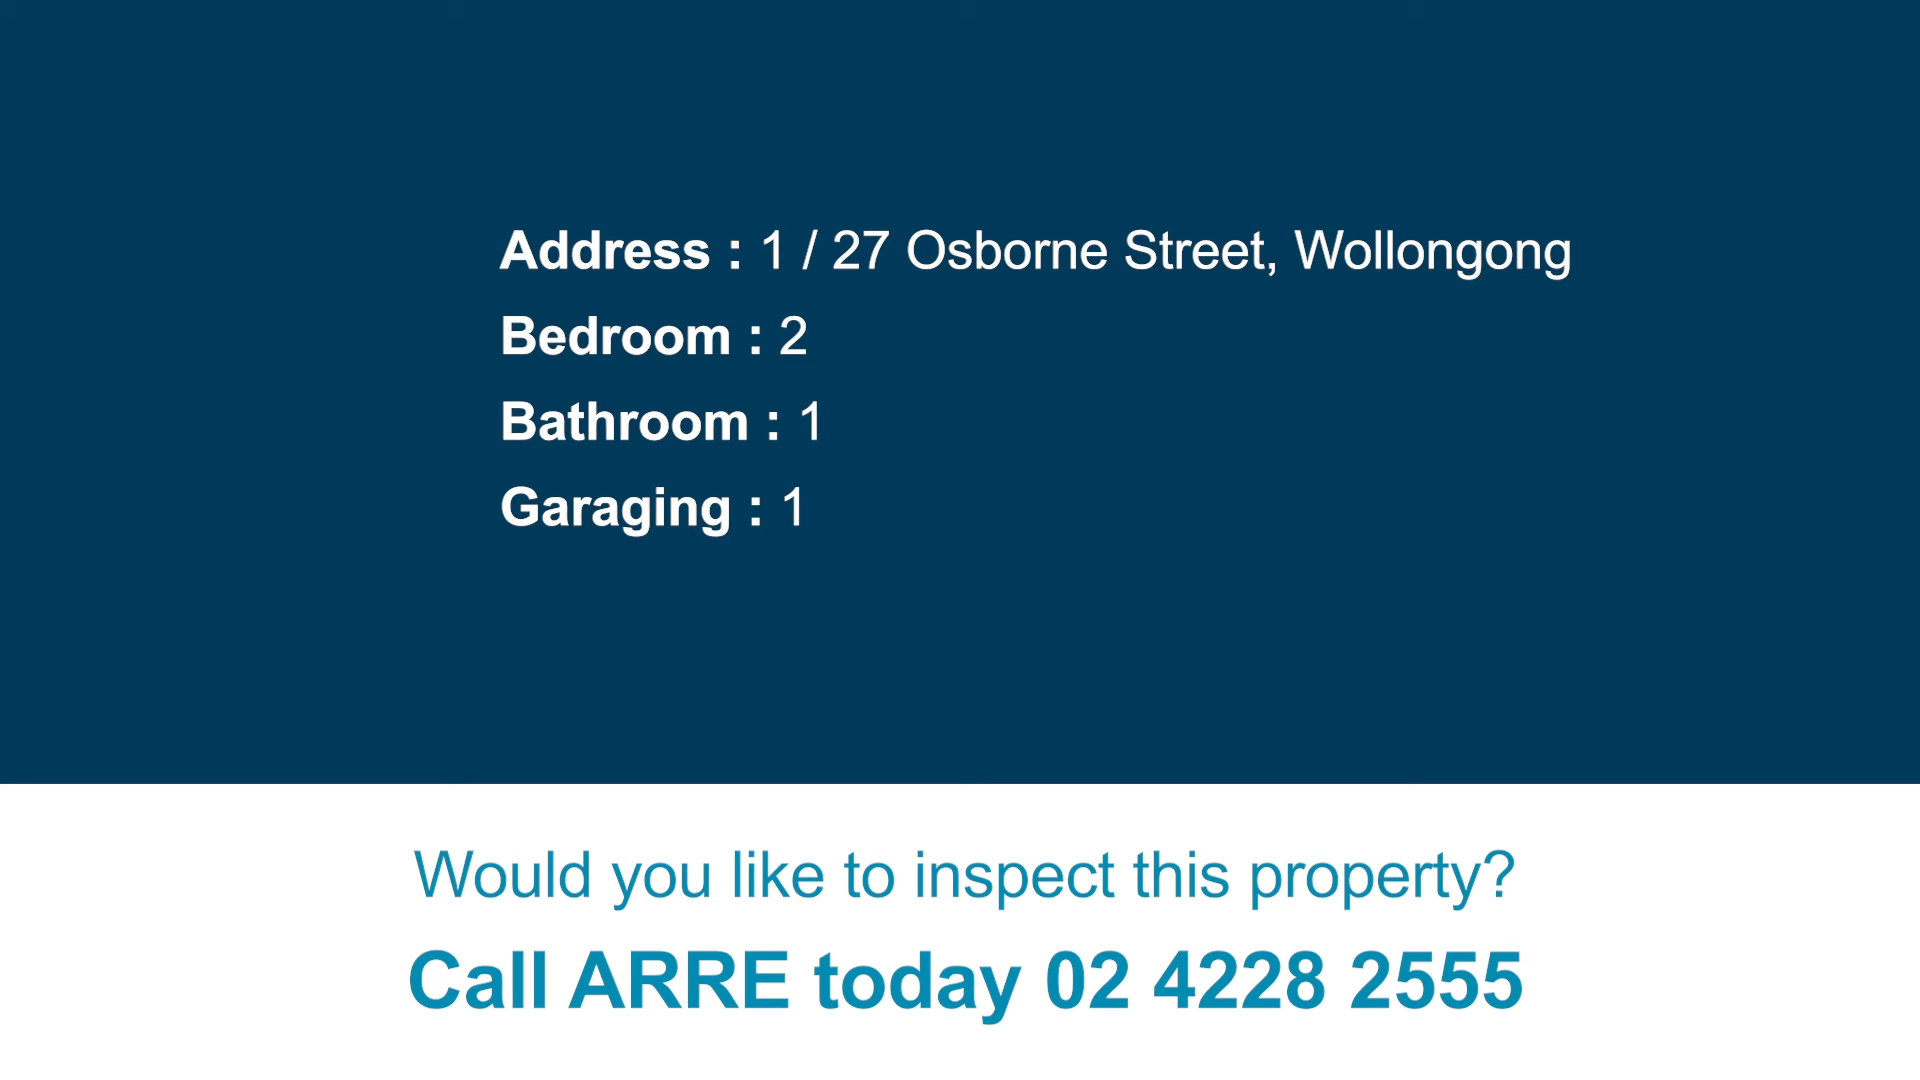 Address : 1 / 27 Osborne Street, Wollongong
Bedroom : 2
Bathroom : 1
Garaging : 1
Would you like to inspect this property?
Call ARRE today 02 4228 2555